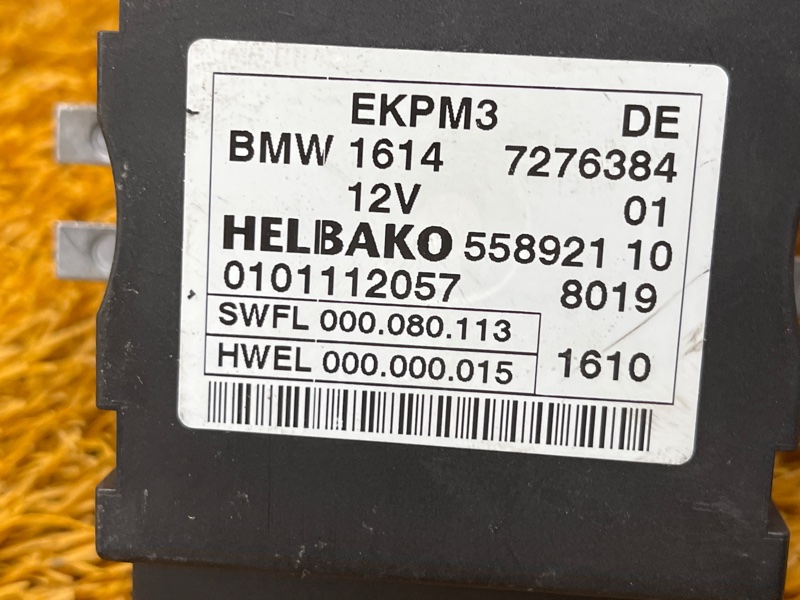 EKPM3 DE
BMW 1614 7276384
12V 01
HELBAKO 558921 10
0101112057 8019
SWFL 000.080.113
HWEL 000.000.015 1610